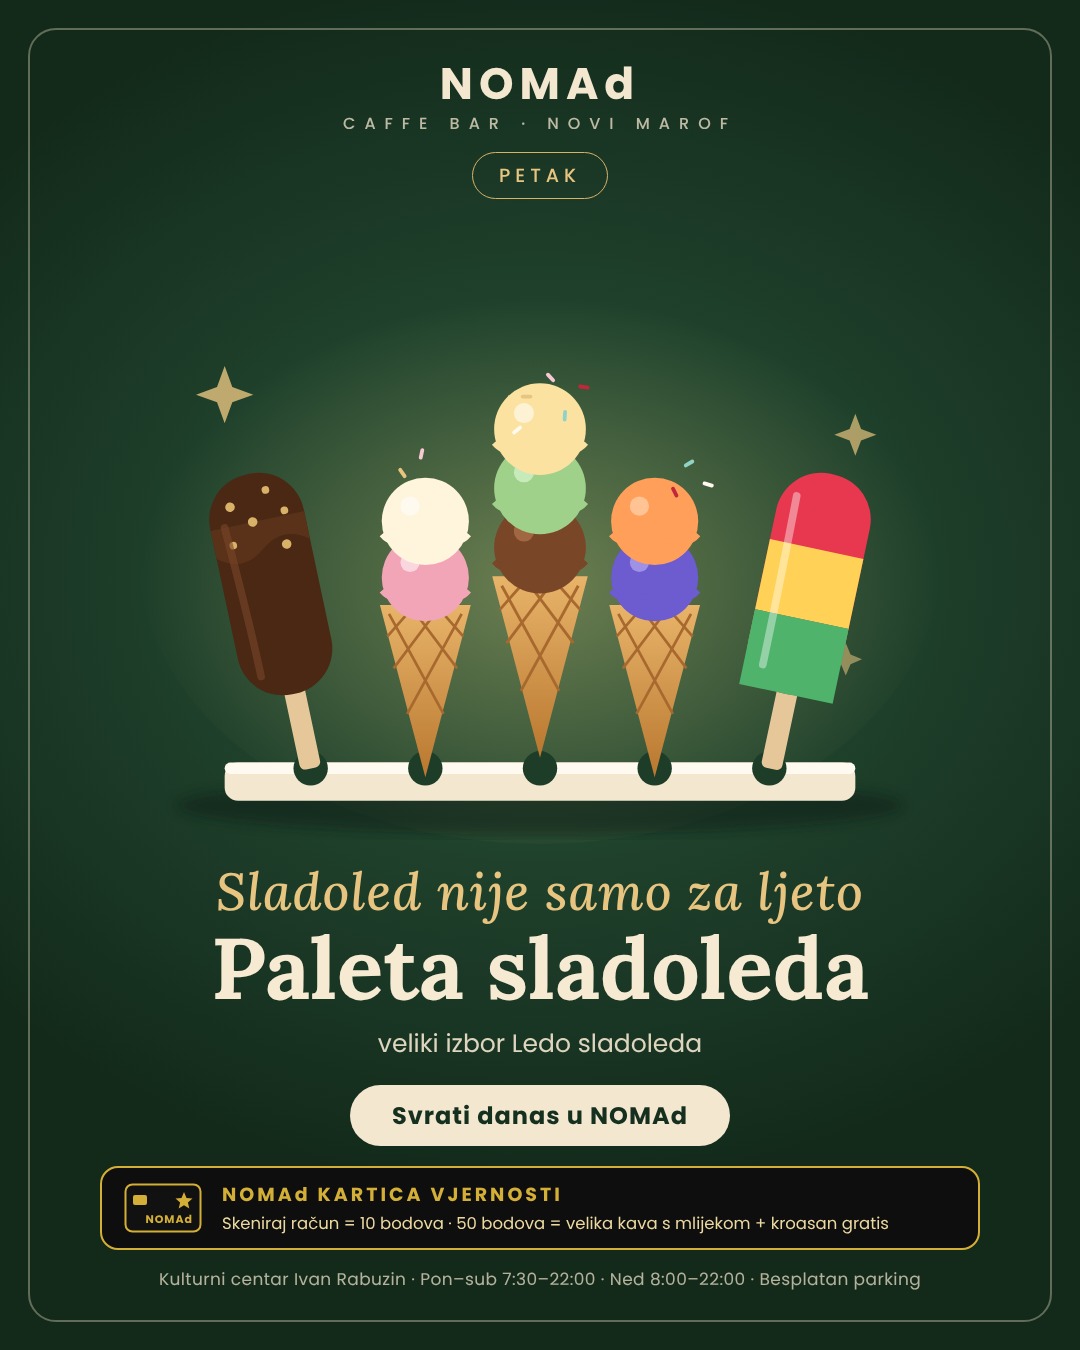 NOMAd
CAFFE BAR · NOVI MAROF
PETAK
Sladoled nije samo za ljeto
Paleta sladoleda
veliki izbor Ledo sladoleda
Svrati danas u NOMAd
NOMAd
NOMAd KARTICA VJERNOSTI
Skeniraj račun = 10 bodova · 50 bodova = velika kava s mlijekom + kroasan gratis
Kulturni centar Ivan Rabuzin · Pon–sub 7:30–22:00 · Ned 8:00–22:00 · Besplatan parking